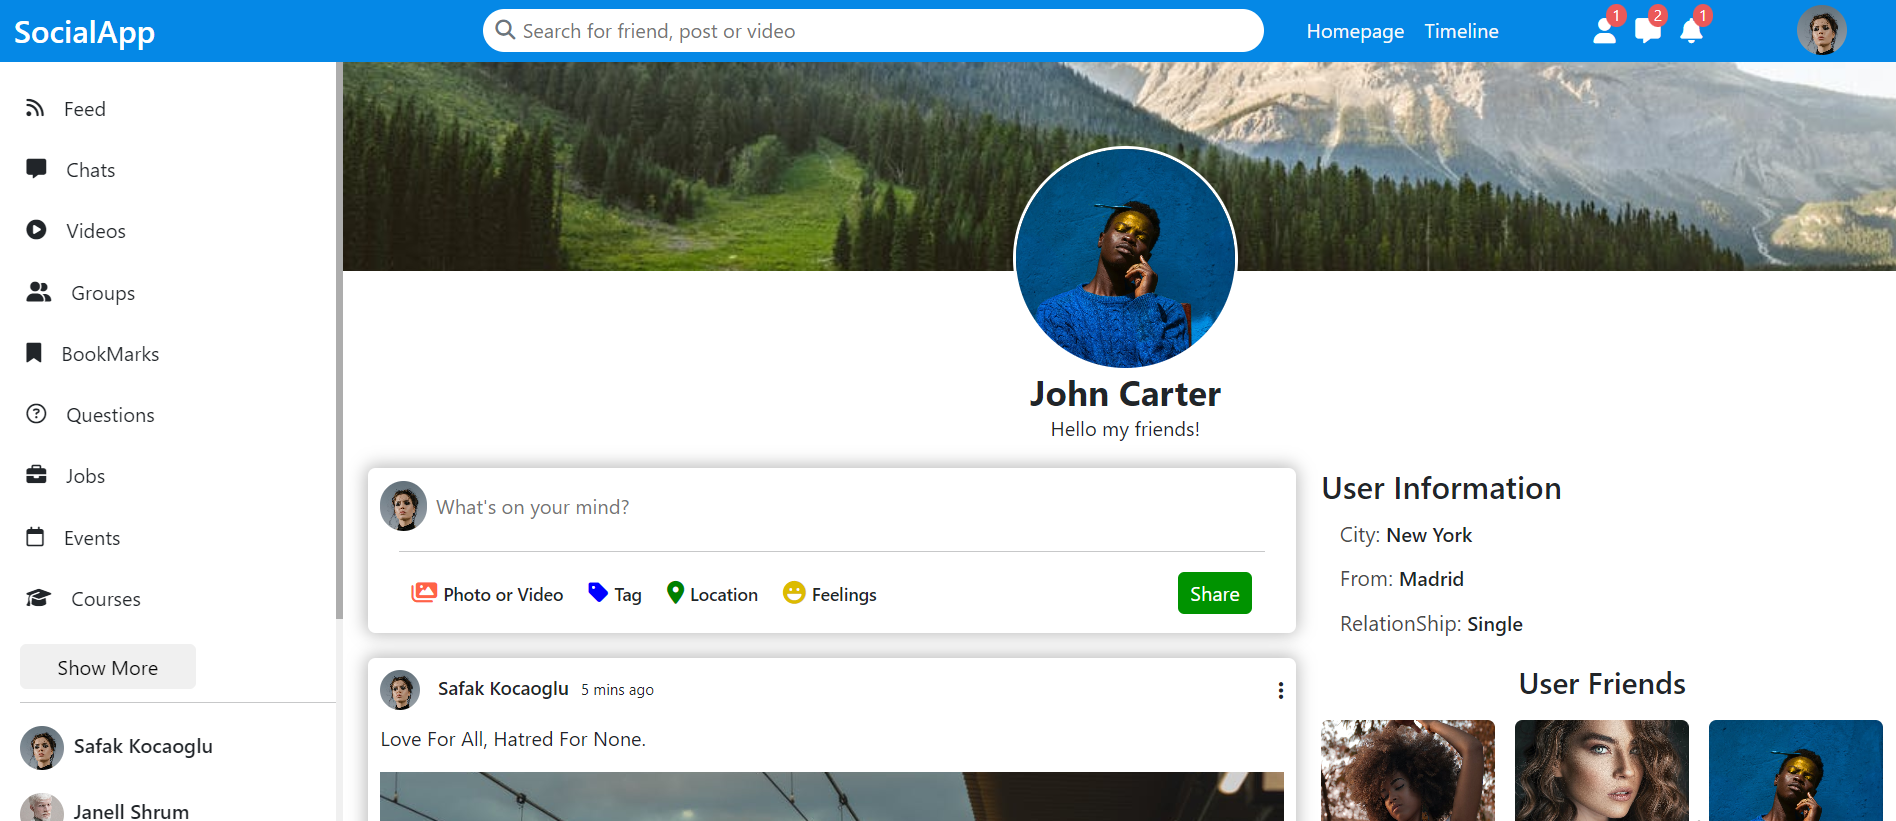 SocialApp
Search for friend, post or video
Homepage Timeline
1 2 1
Feed
Chats
Videos
Groups
BookMarks
Questions
Jobs
Events
Courses
Show More
Safak Kocaoglu
Janell Shrum
John Carter
Hello my friends!
What's on your mind?
Photo or Video Tag Location Feelings Share
Safak Kocaoglu 5 mins ago
Love For All, Hatred For None.
User Information
City: New York
From: Madrid
RelationShip: Single
User Friends